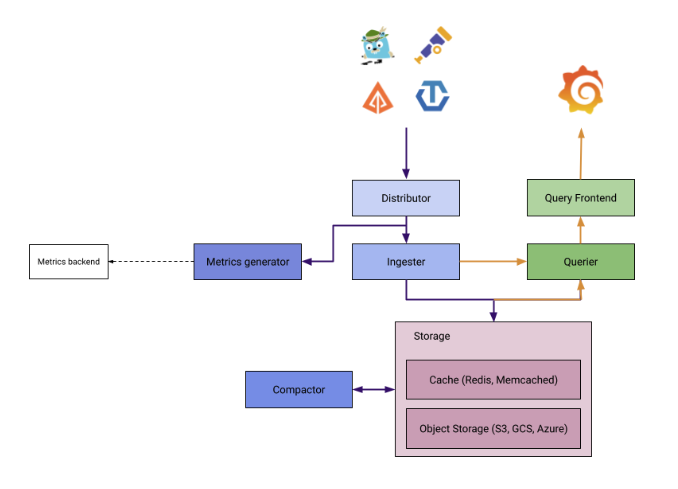 Distributor
Query Frontend
Metrics backend
Metrics generator
Ingester
Querier
Storage
Cache (Redis, Memcached)
Compactor
Object Storage (S3, GCS, Azure)